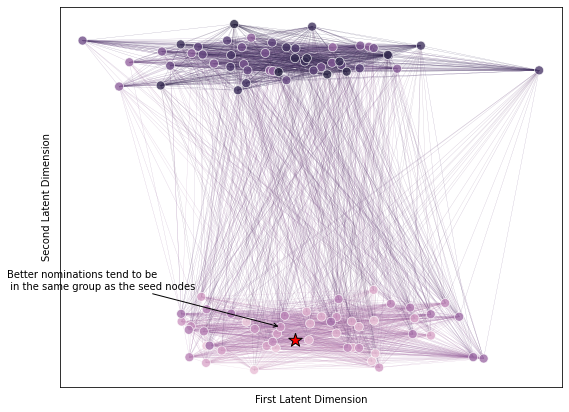 Second Latent Dimension
Better nominations tend to be
in the same group as the seed nodes
First Latent Dimension